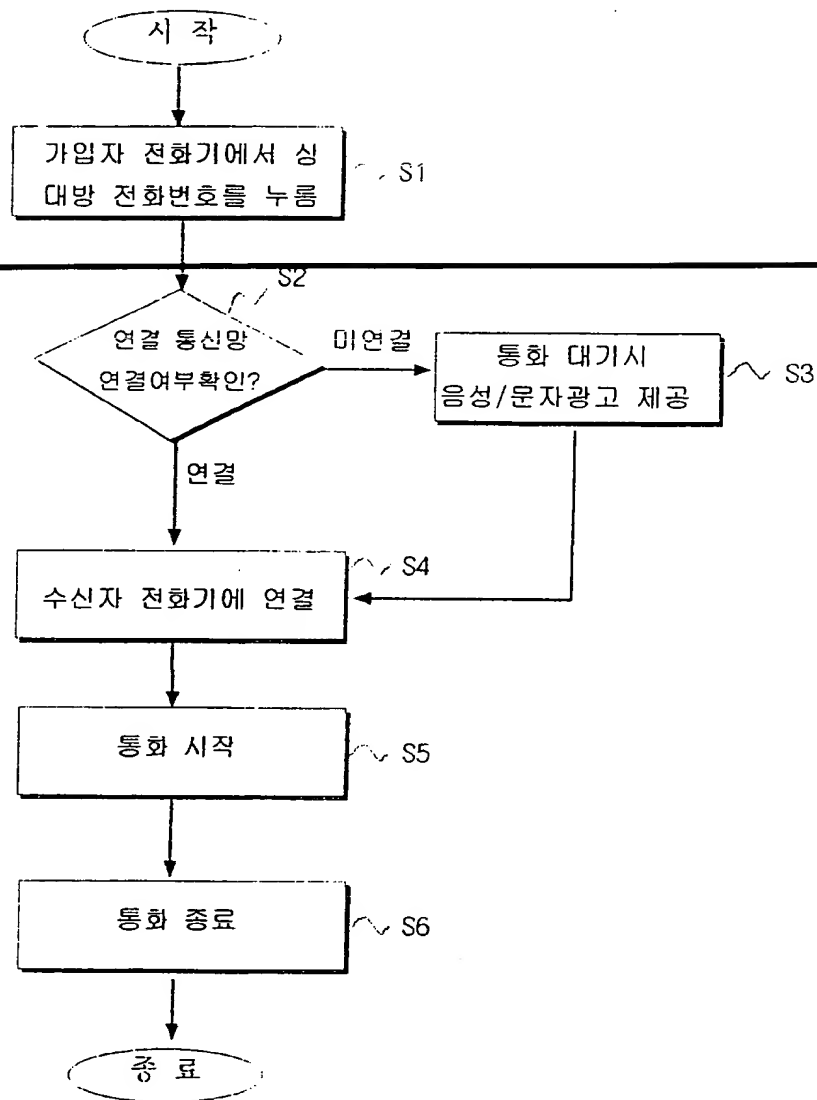 시 작
가입자 전화기에서 상
대방 전화번호를 누름
S1
S2
연결 통신망
연결여부확인?
미연결
통화 대기시
음성/문자광고 제공
S3
연결
수신자 전화기에 연결
S4
통화 시작
S5
통화 종료
S6
종 료